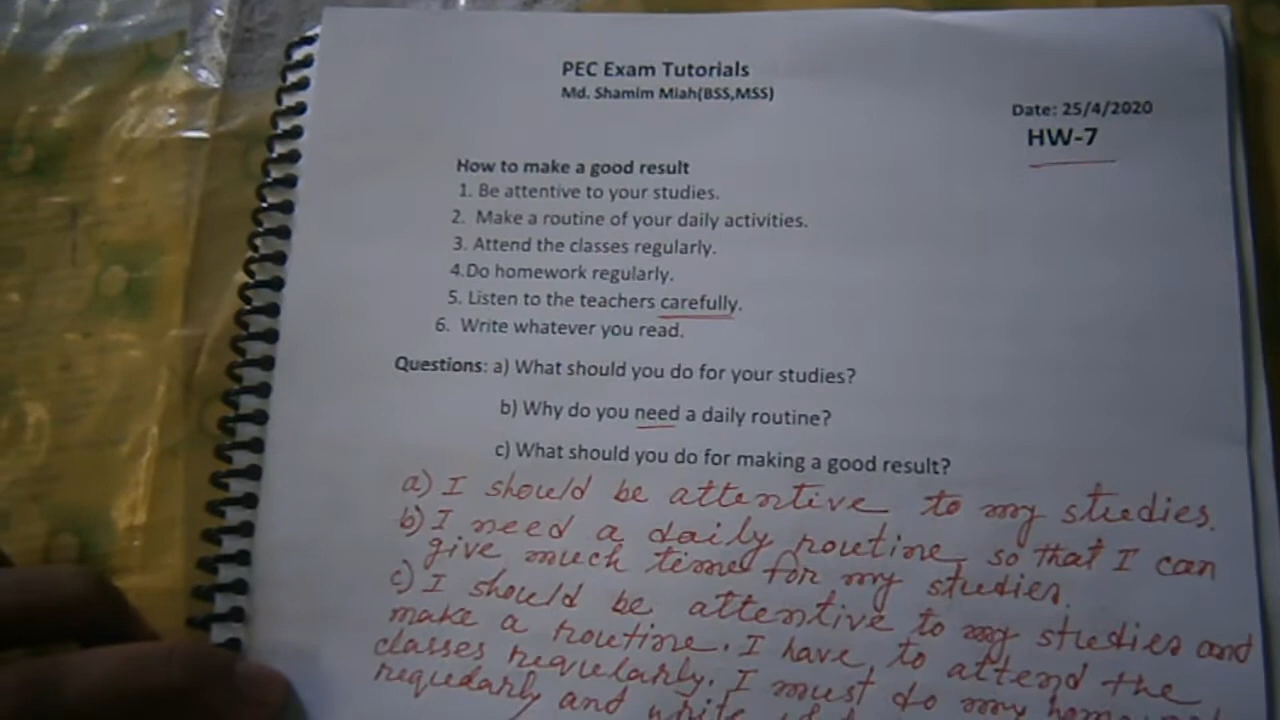 PEC Exam Tutorials
Md. Shamim Miah(BSS,MSS)
Date: 25/4/2020
HW-7
How to make a good result
1. Be attentive to your studies.
2. Make a routine of your daily activities.
3. Attend the classes regularly.
4.Do homework regularly.
5. Listen to the teachers carefully.
6. Write whatever you read.
Questions: a) What should you do for your studies?
b) Why do you need a daily routine?
c) What should you do for making a good result?
a) I should be attentive to my studies.
b) I need a daily routine, so that I can
give much time for my studies.
c) I should be attentive to my studies and
make a routine. I have to attend the
classes regularly. I must do my
regularly and write